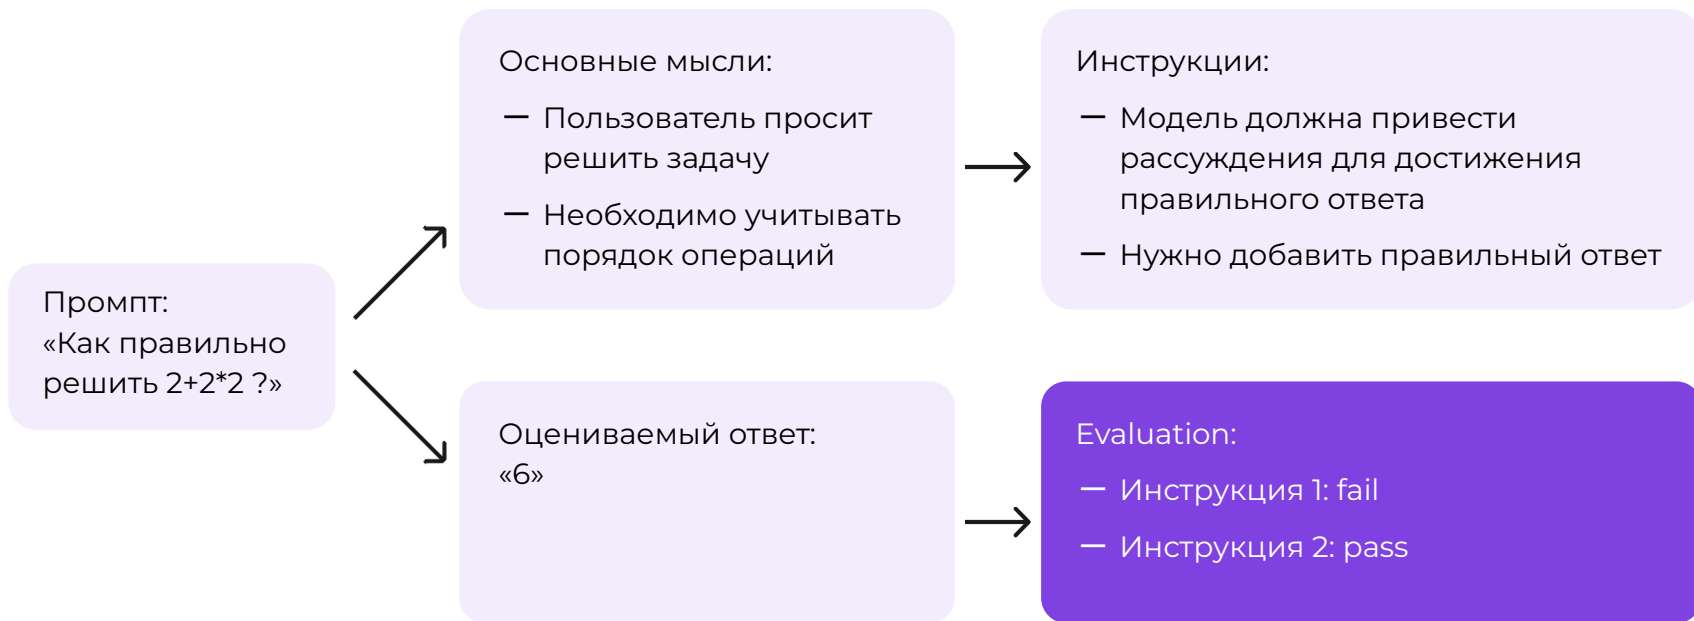 Промпт:
«Как правильно
решить 2+2*2 ?»
Основные мысли:
— Пользователь просит
решить задачу
— Необходимо учитывать
порядок операций
Инструкции:
— Модель должна привести
рассуждения для достижения
правильного ответа
— Нужно добавить правильный ответ
Оцениваемый ответ:
«6»
Evaluation:
— Инструкция 1: fail
— Инструкция 2: pass